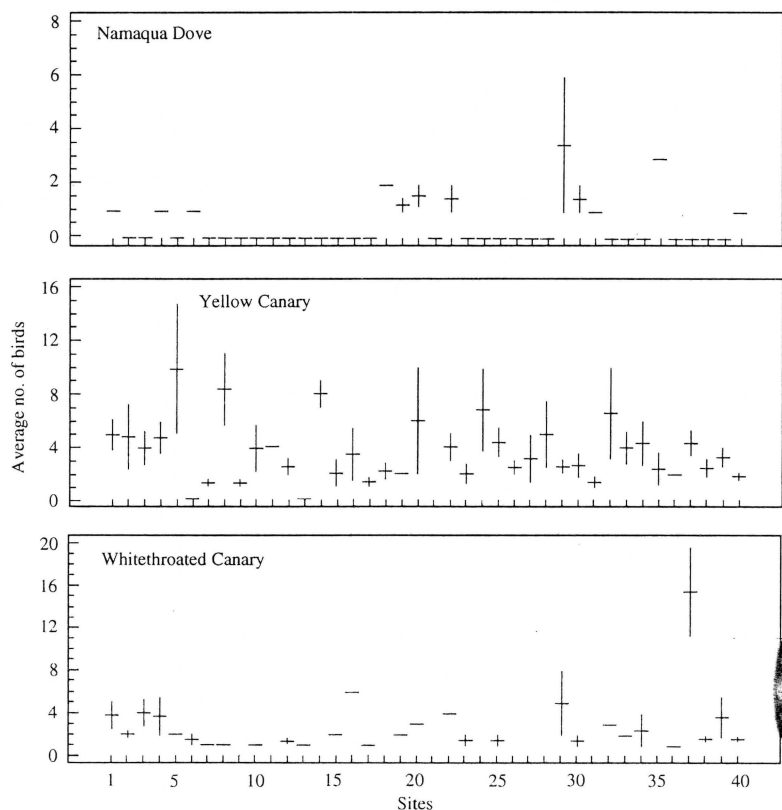 Namaqua Dove
8
6
4
2
0
Yellow Canary
16
12
8
4
0
Average no. of birds
Whitethroated Canary
20
16
12
8
4
0
1 5 10 15 20 25 30 35 40
Sites